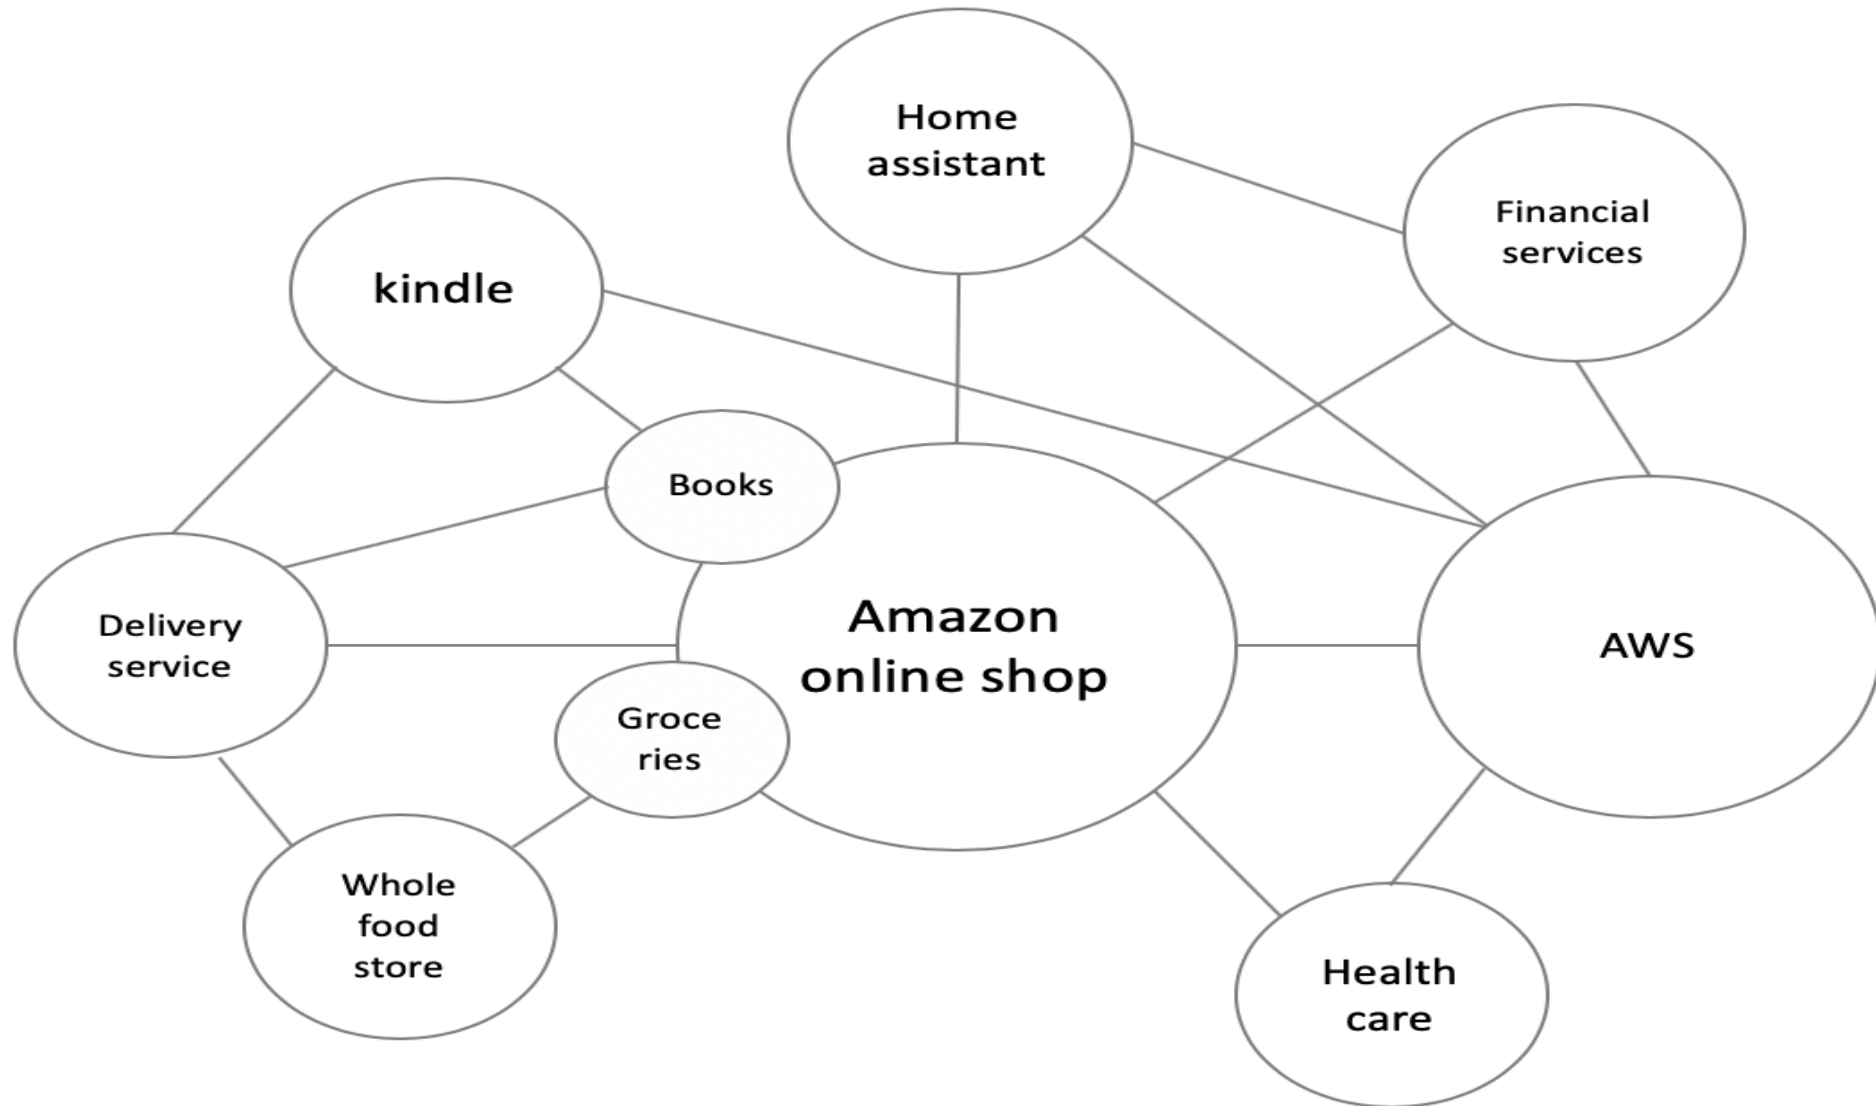 Home
assistant
Financial
services
kindle
Books
Delivery
service
Amazon
online shop
AWS
Groce
ries
Whole
food
store
Health
care